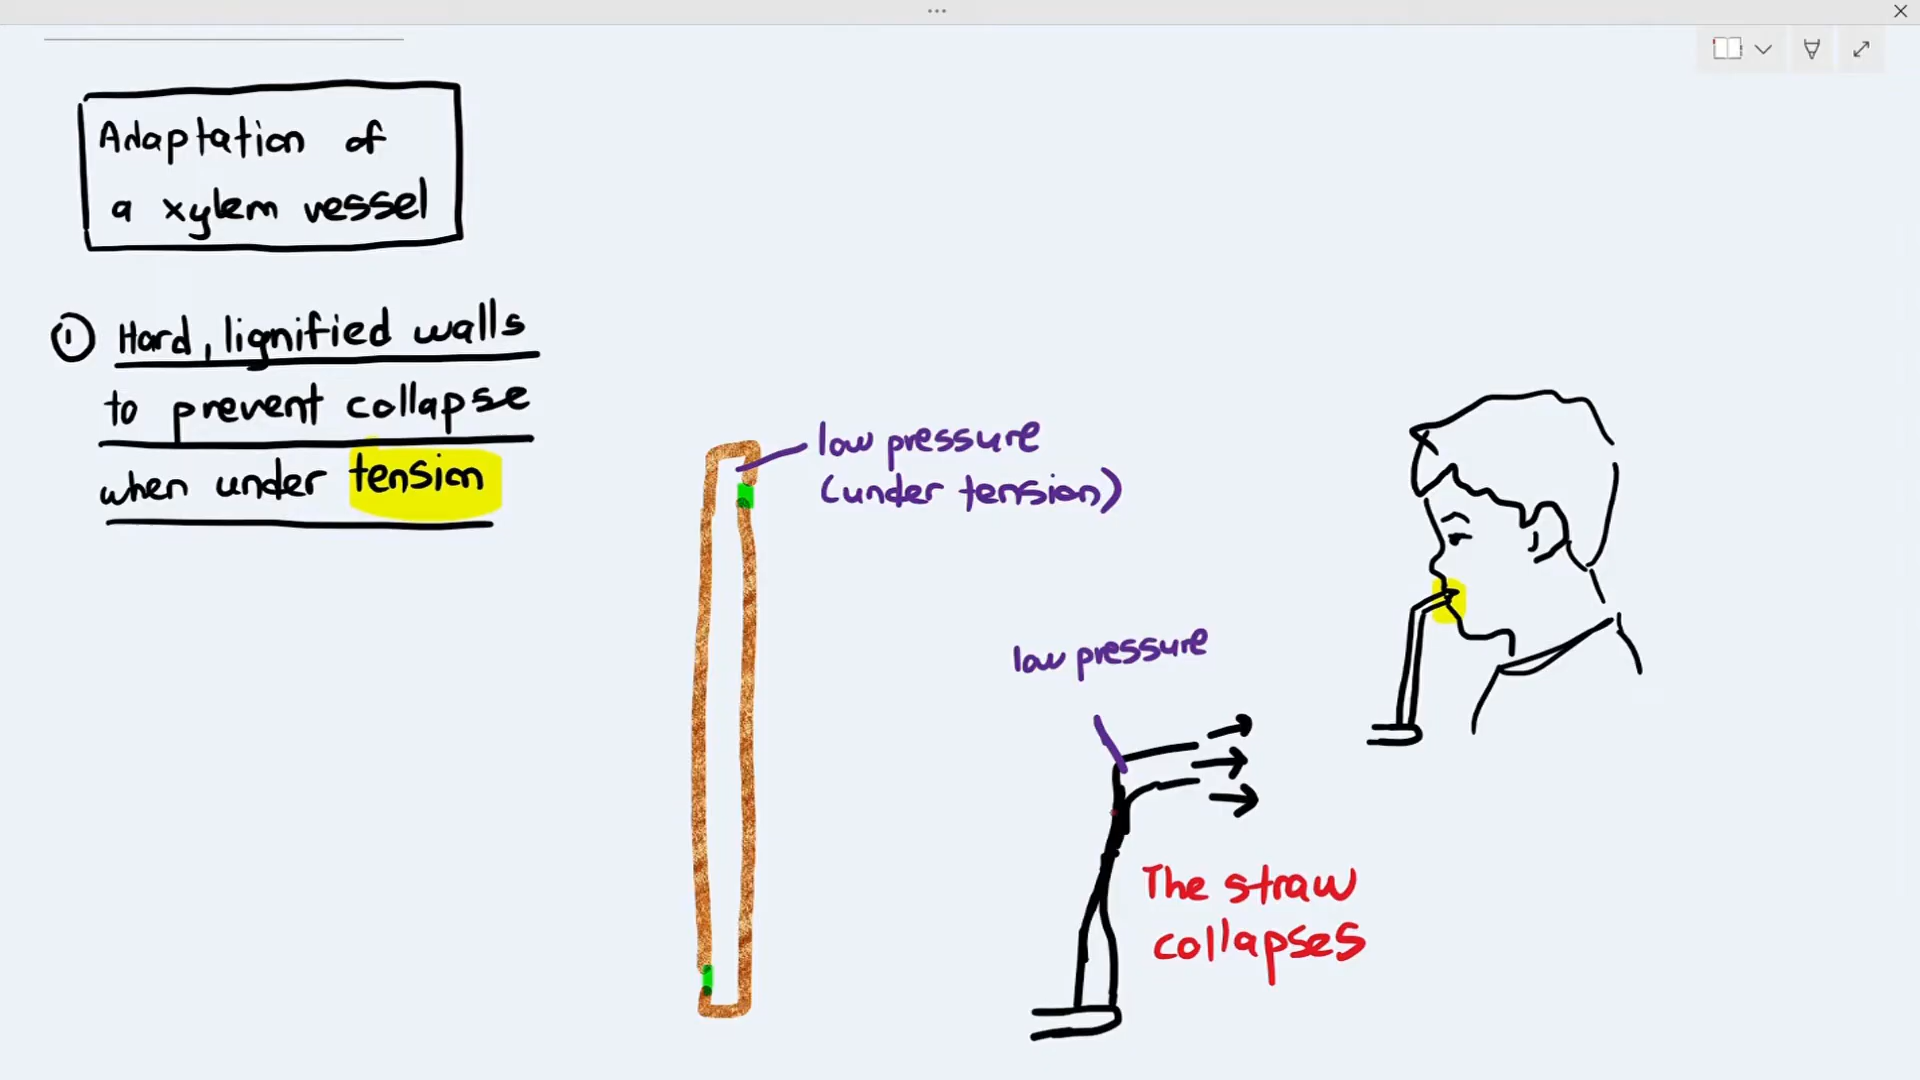 Adaptation of
a xylem vessel
① Hard, lignified walls
to prevent collapse
when under tension
low pressure
(under tension)
low pressure
The straw
collapses